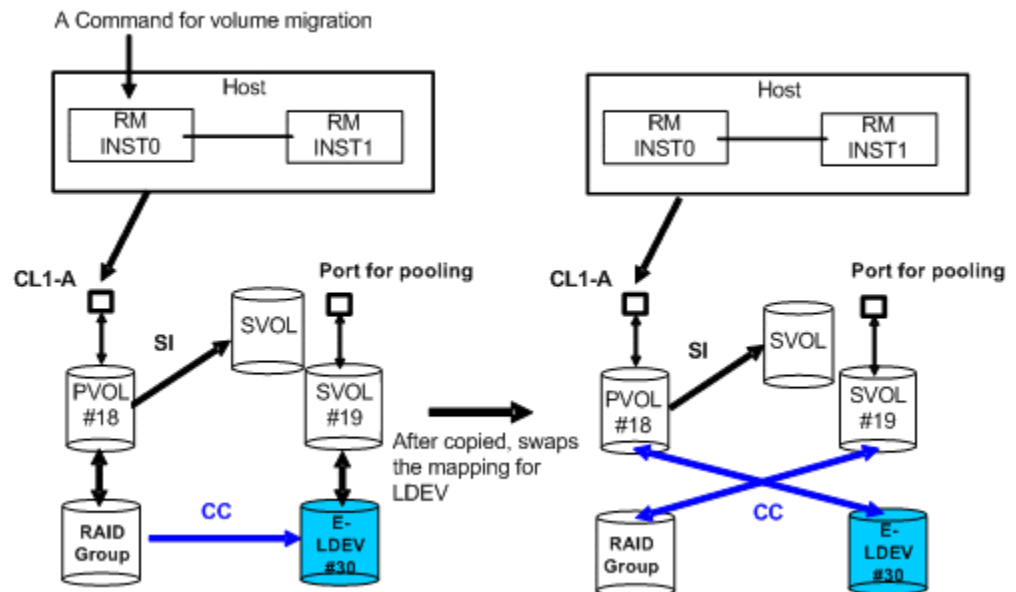 A Command for volume migration
Host
RM
INST0
RM
INST1
CL1-A
Port for pooling
SI
SVOL
PVOL
#18
SVOL
#19
RAID
Group
CC
E-
LDEV
#30
After copied, swaps
the mapping for
LDEV
Host
RM
INST0
RM
INST1
CL1-A
Port for pooling
SI
SVOL
PVOL
#18
SVOL
#19
RAID
Group
CC
E-
LDEV
#30